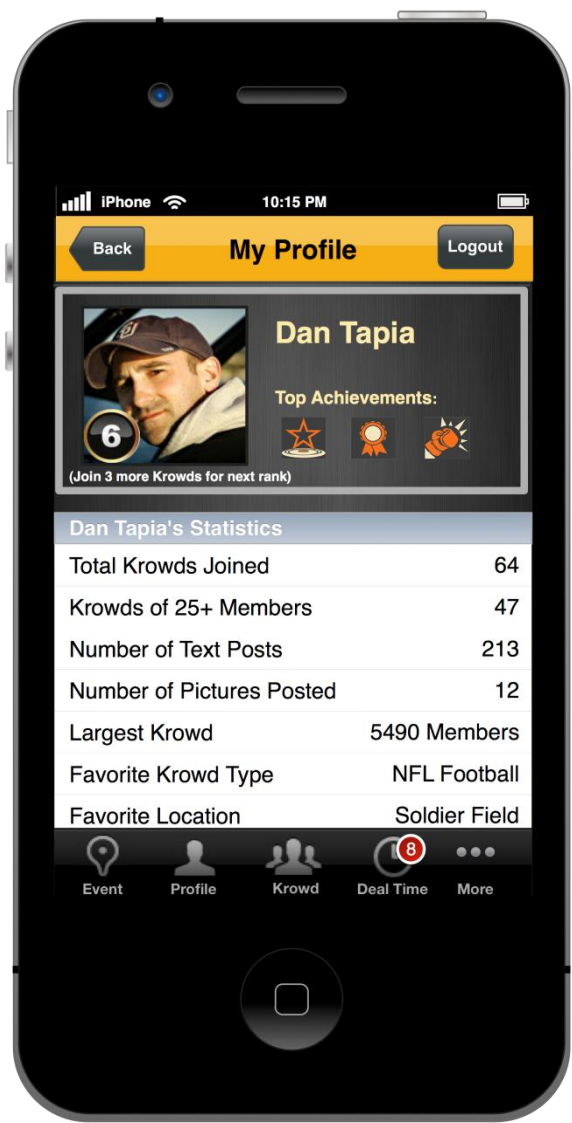 iPhone 10:15 PM
Back My Profile Logout
Dan Tapia
Top Achievements:
6
(Join 3 more Krowds for next rank)
Dan Tapia's Statistics
Total Krowds Joined 64
Krowds of 25+ Members 47
Number of Text Posts 213
Number of Pictures Posted 12
Largest Krowd 5490 Members
Favorite Krowd Type NFL Football
Favorite Location Soldier Field
8
Event Profile Krowd Deal Time More